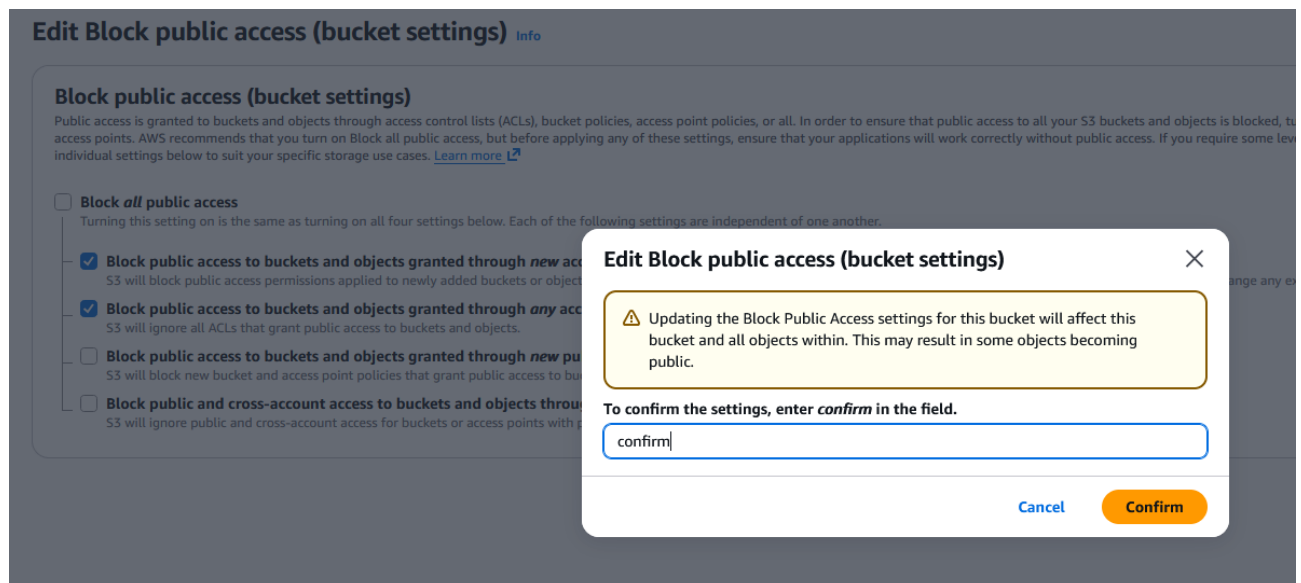 Edit Block public access (bucket settings) Info
Block public access (bucket settings)
Public access is granted to buckets and objects through access control lists (ACLs), bucket policies, access point policies, or all. In order to ensure that public access to all your S3 buckets and objects is blocked,
access points. AWS recommends that you turn on Block all public access, but before applying any of these settings, ensure that your applications will work correctly without public access. If you require some
individual settings below to suit your specific storage use cases. Learn more
Block all public access
Turning this setting on is the same as turning on all four settings below. Each of the following settings are independent of one another.
Block public access to buckets and objects granted through new
S3 will block public access permissions applied to newly added buckets or
Block public access to buckets and objects granted through any
S3 will ignore all ACLs that grant public access to buckets and objects.
Block public access to buckets and objects granted through new
S3 will block new bucket and access point policies that grant public access to
Block public and cross-account access to buckets and objects
S3 will ignore public and cross-account access for buckets or access points with
Edit Block public access (bucket settings)
Updating the Block Public Access settings for this bucket will affect this
bucket and all objects within. This may result in some objects becoming
public.
To confirm the settings, enter confirm in the field.
confirm
Cancel Confirm